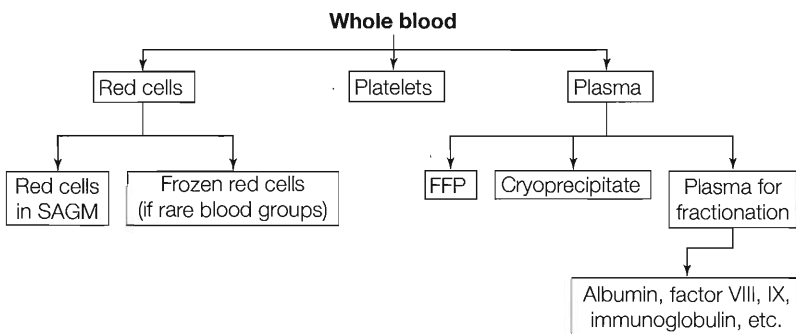 Whole blood
Red cells
Platelets
Plasma
Red cells
in SAGM
Frozen red cells
(if rare blood groups)
FFP
Cryoprecipitate
Plasma for
fractionation
Albumin, factor VIII, IX,
immunoglobulin, etc.